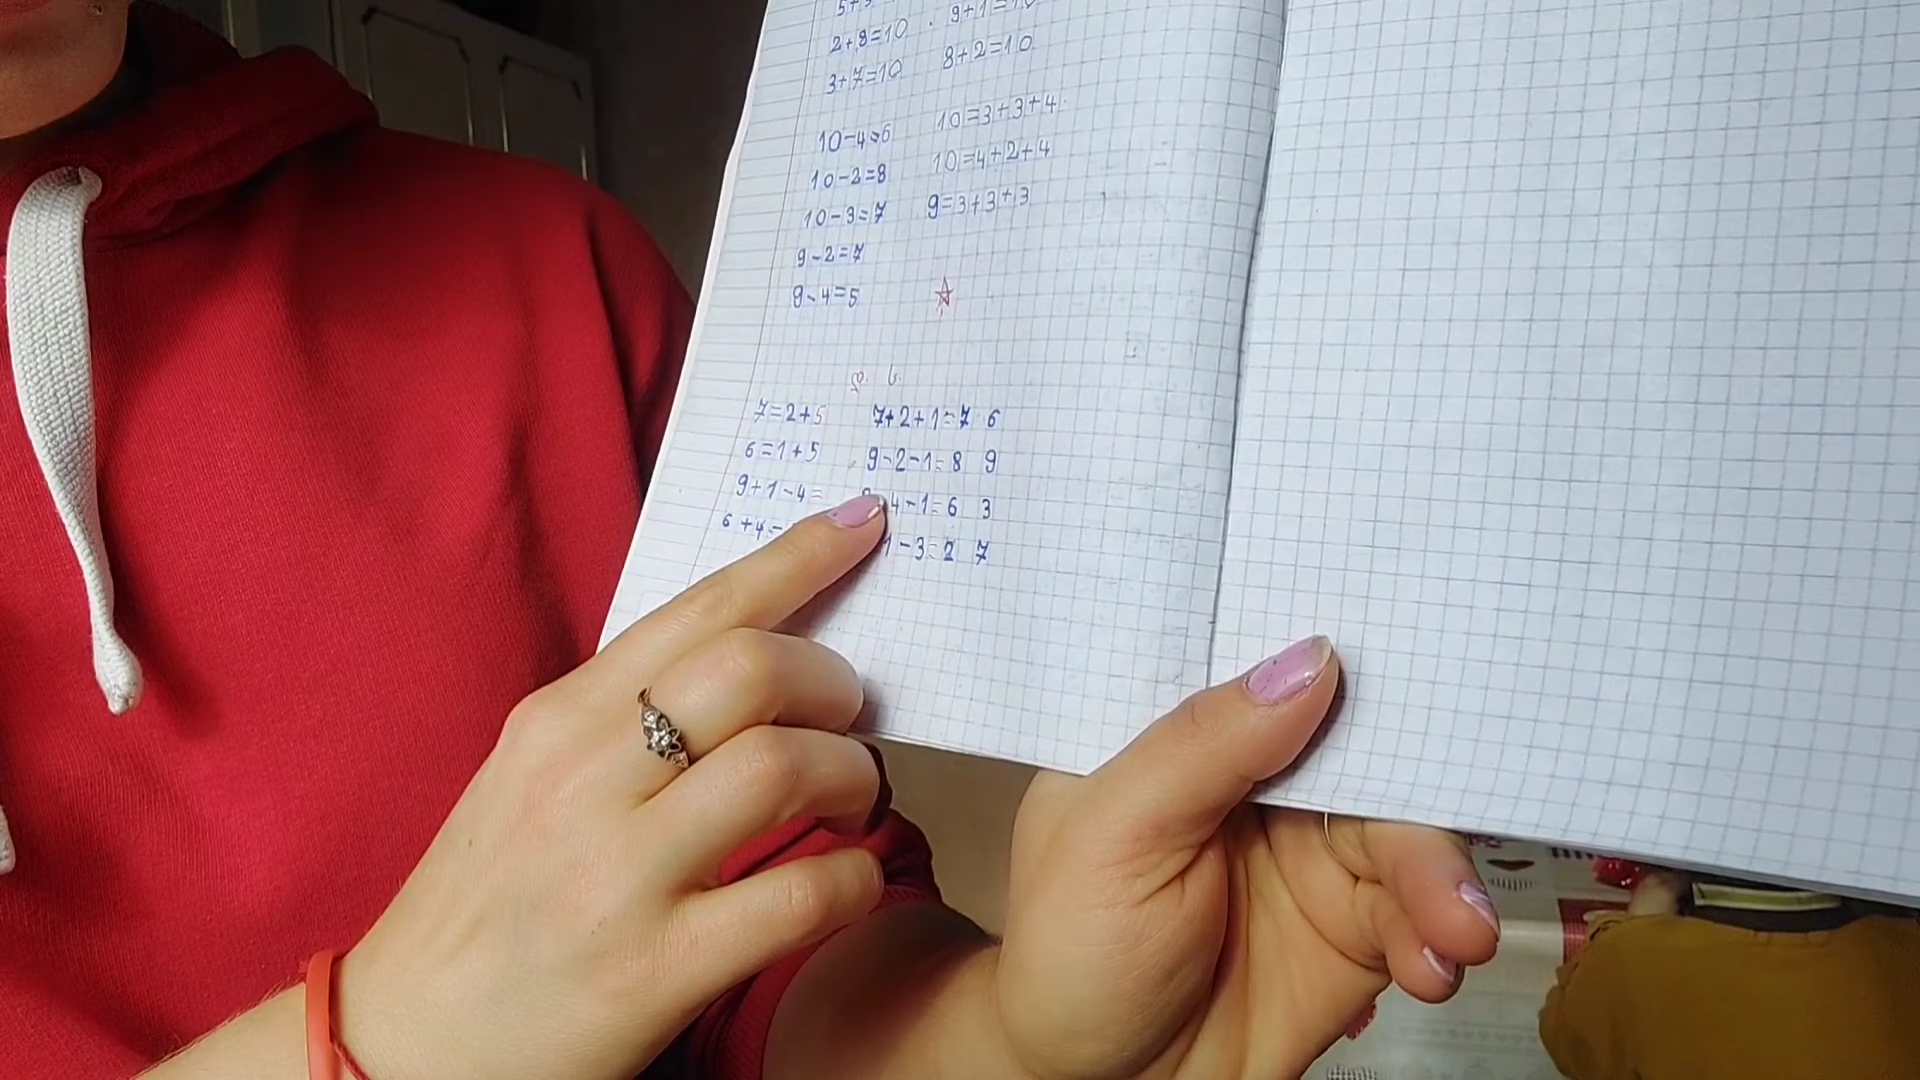 2+8=10 9+1=10
3+7=10 8+2=10
10-4=6 10=3+3+4
10-2=8 10=4+2+4
10-3=7 9=3+3+3
9-2=7
9-4=5
7=2+5 7+2+1=7 6
6=1+5 9-2-1=8 9
9+1-4= 4-1=6 3
6+4- 1-3=2 7